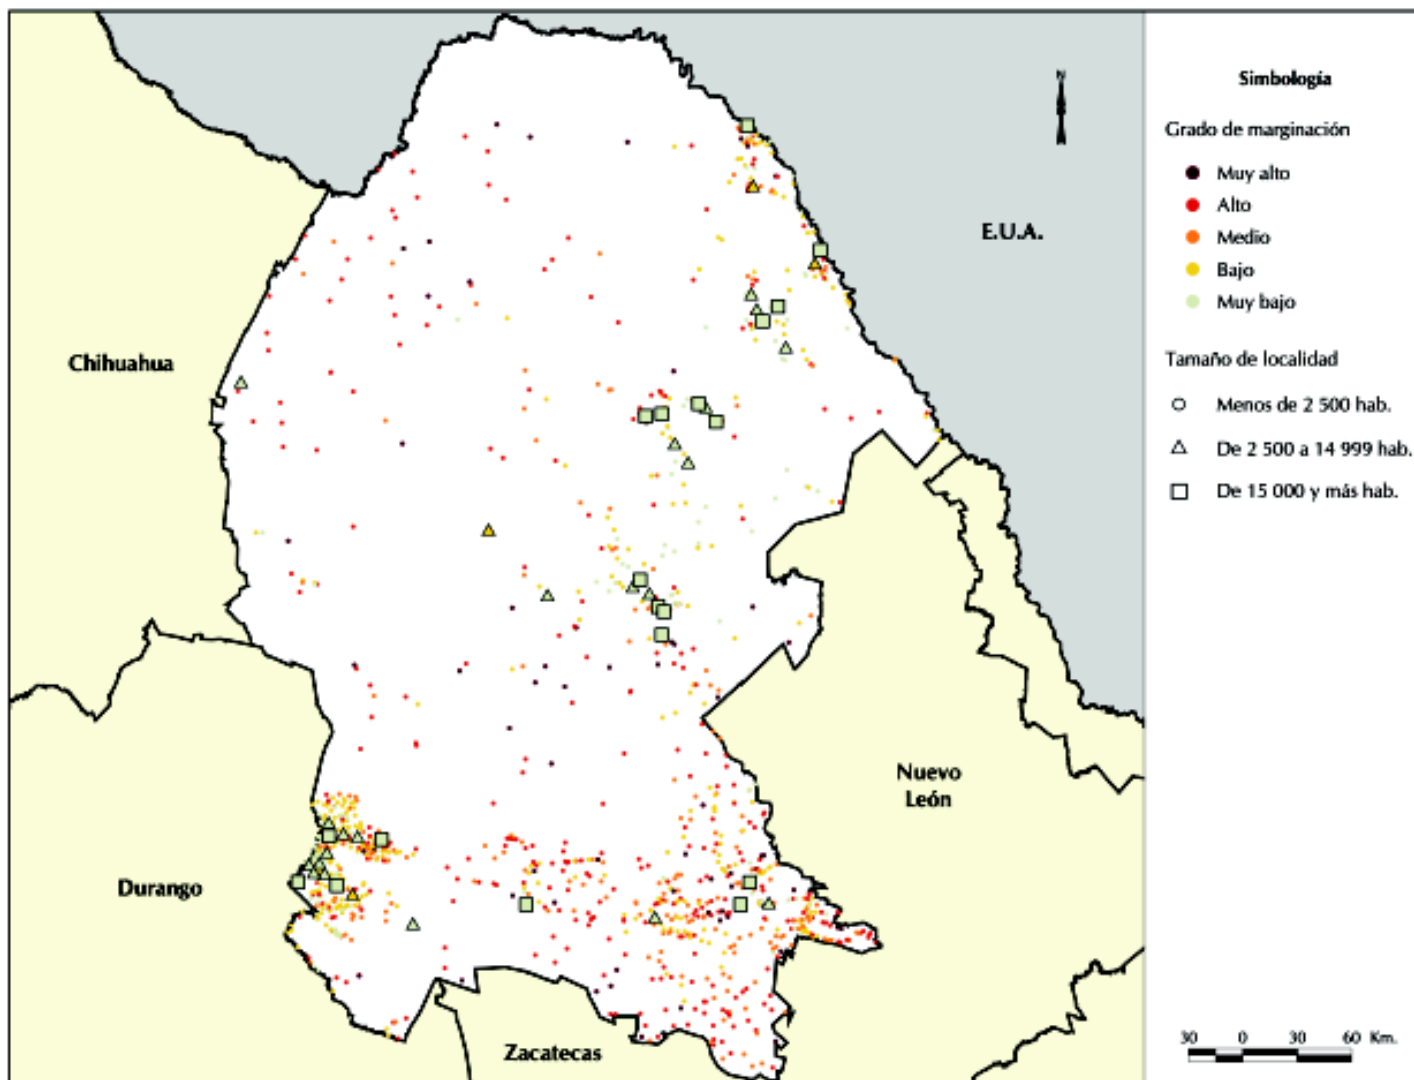 N
Simbología
Grado de marginación
Muy alto
Alto
Medio
Bajo
Muy bajo
Tamaño de localidad
Menos de 2 500 hab.
De 2 500 a 14 999 hab.
De 15 000 y más hab.
E.U.A.
Chihuahua
Nuevo
León
Durango
Zacatecas
30 0 30 60 Km.